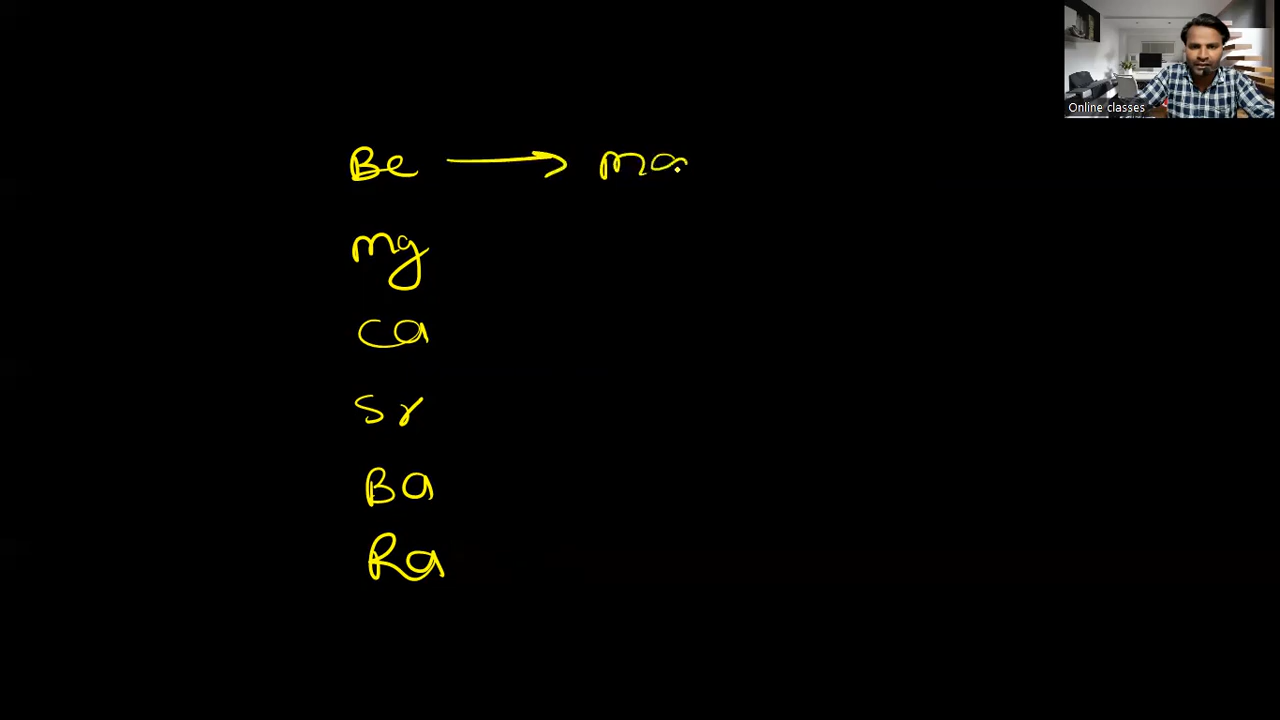 Online classes
Be → ma
mg
Ca
Sr
Ba
Ra